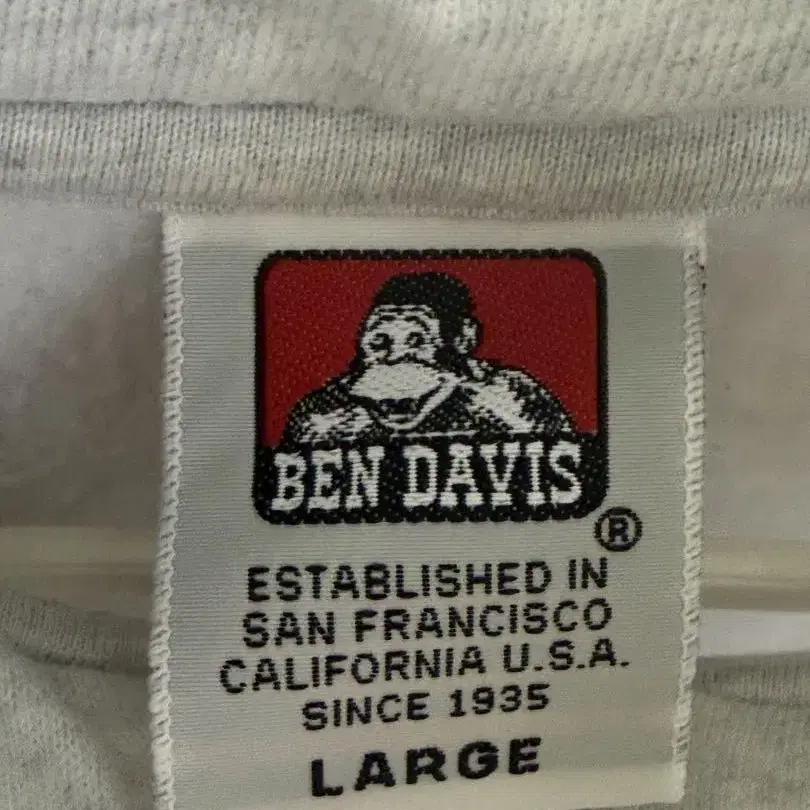 BEN DAVIS
®
ESTABLISHED IN
SAN FRANCISCO
CALIFORNIA U.S.A.
SINCE 1935
LARGE